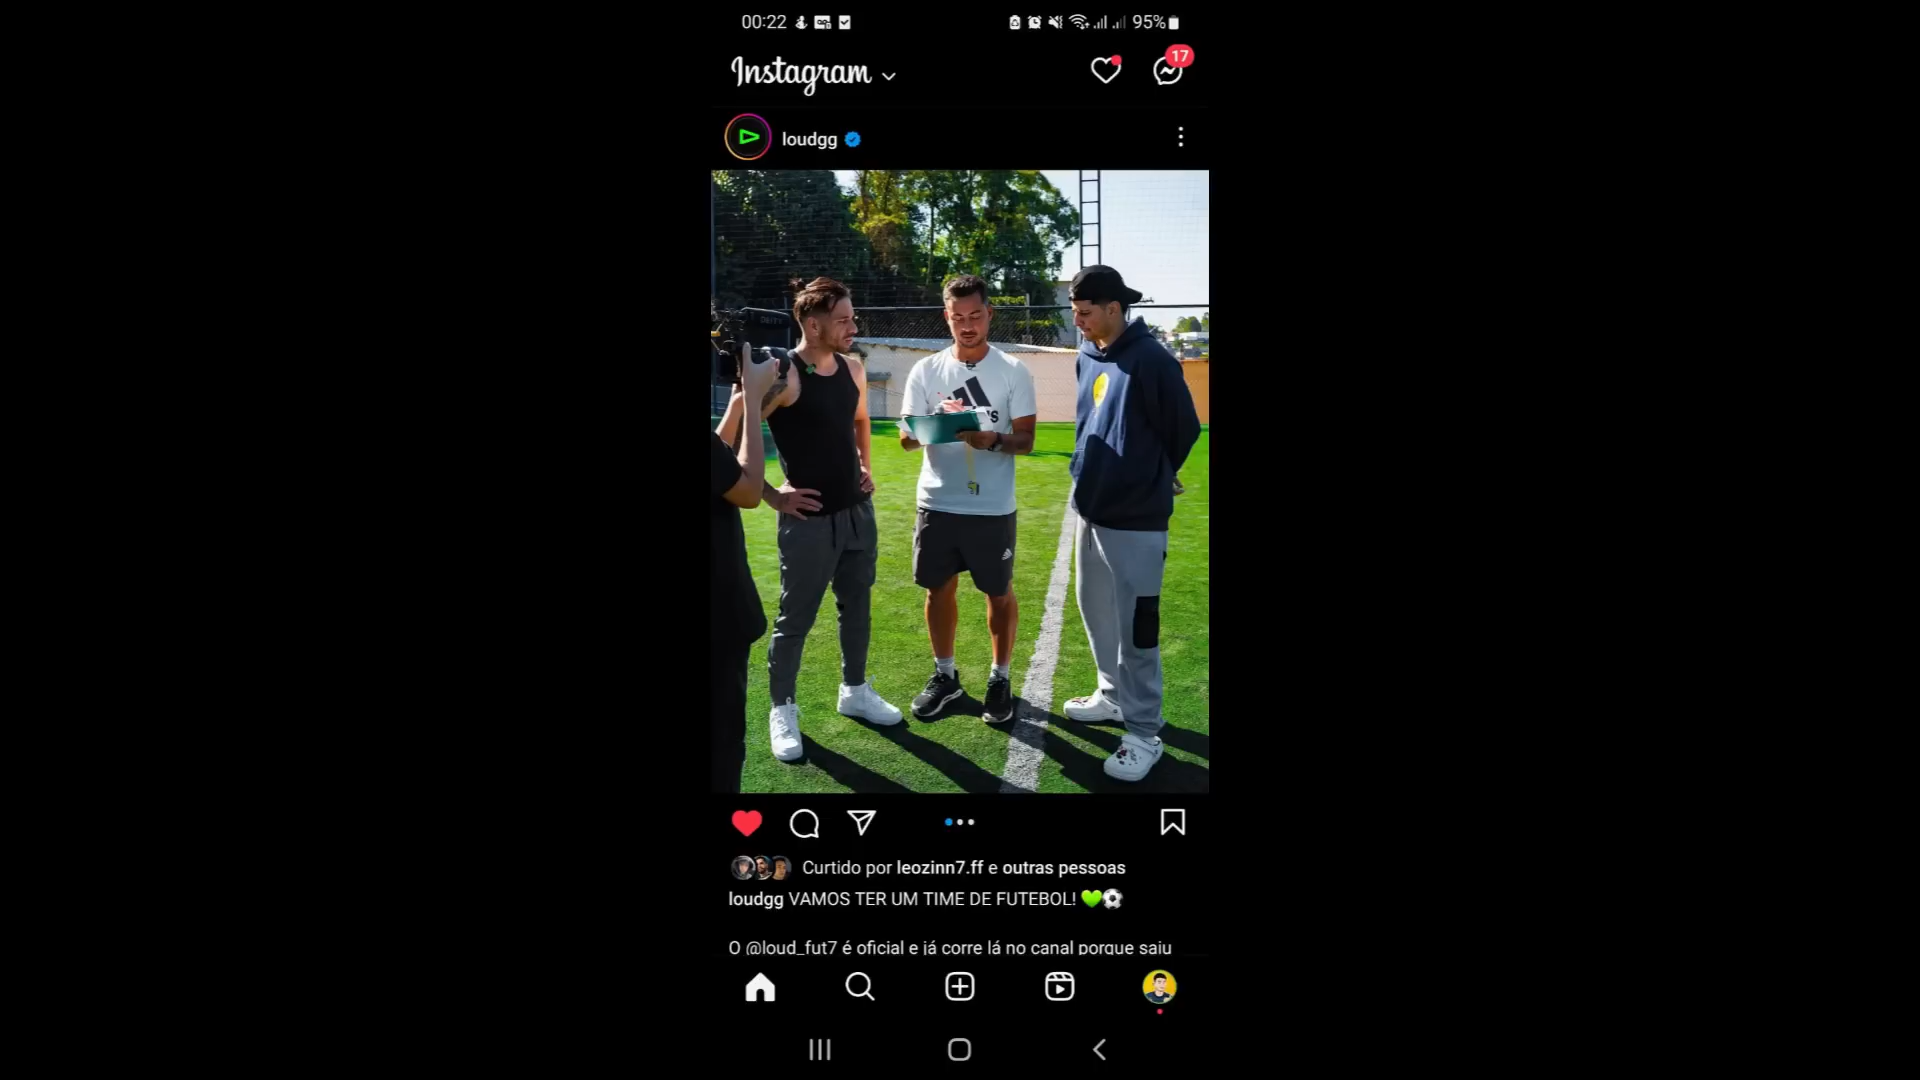 00:22
95%
Instagram
17
loudgg
Curtido por leozinn7.ff e outras pessoas
loudgg VAMOS TER UM TIME DE FUTEBOL! 💚⚽
O @loud_fut7 é oficial e já corre lá no canal porque saiu